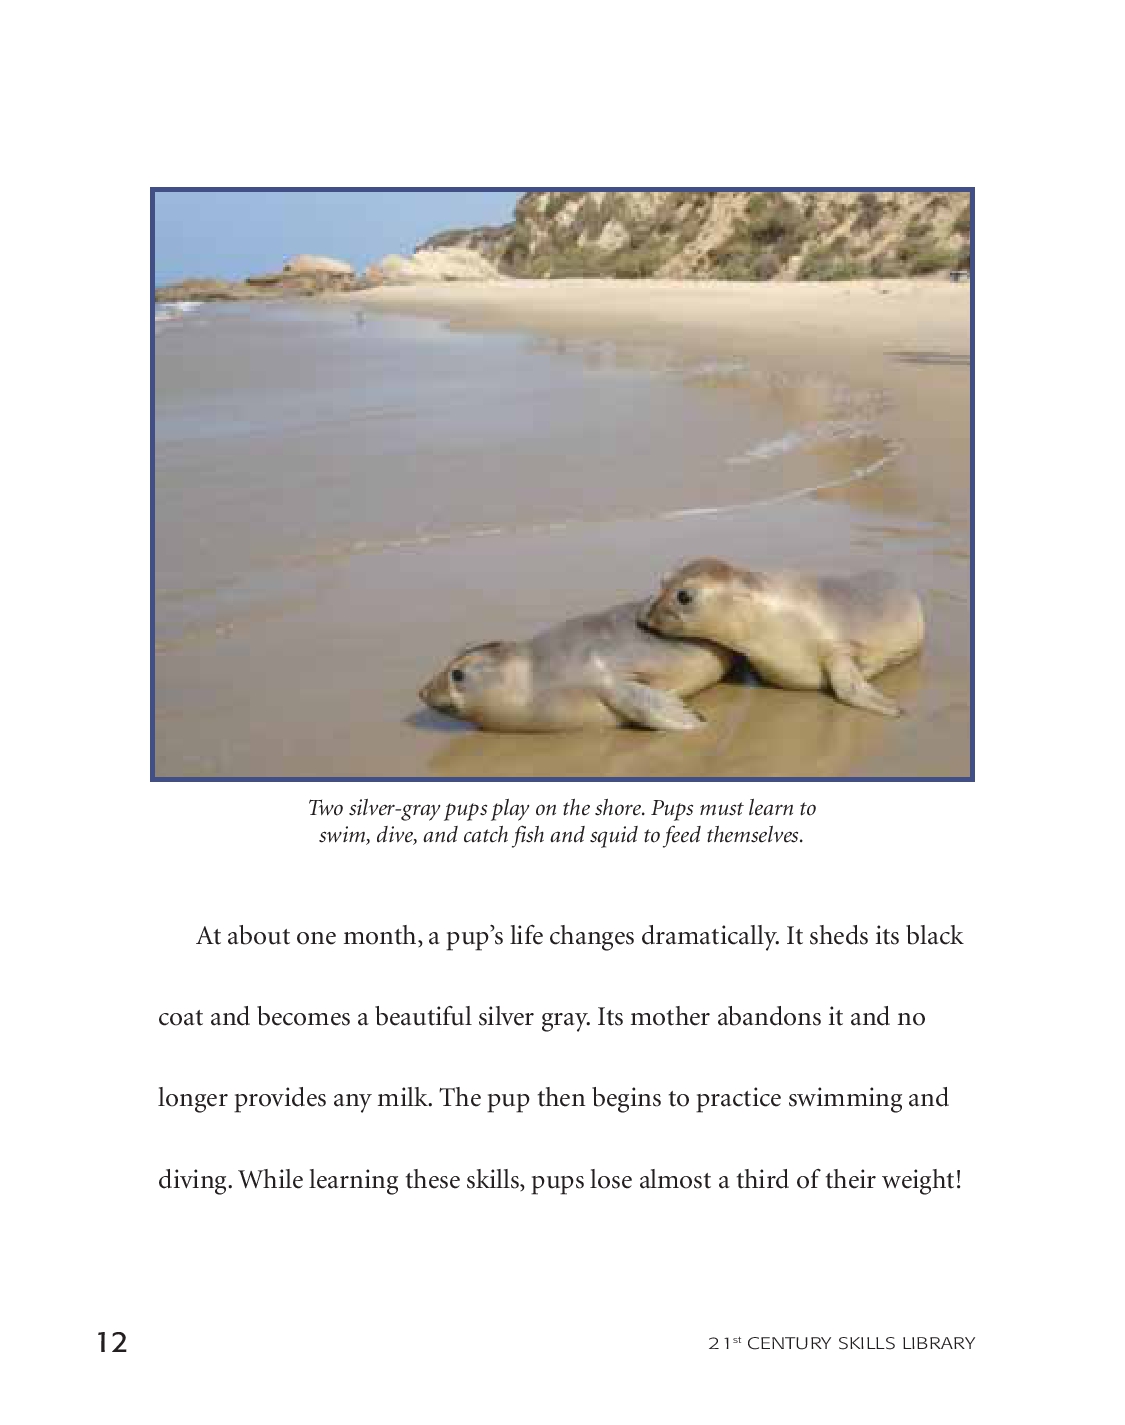 Two silver-gray pups play on the shore. Pups must learn to
swim, dive, and catch fish and squid to feed themselves.
At about one month, a pup’s life changes dramatically. It sheds its black
coat and becomes a beautiful silver gray. Its mother abandons it and no
longer provides any milk. The pup then begins to practice swimming and
diving. While learning these skills, pups lose almost a third of their weight!
12
21st CENTURY SKILLS LIBRARY